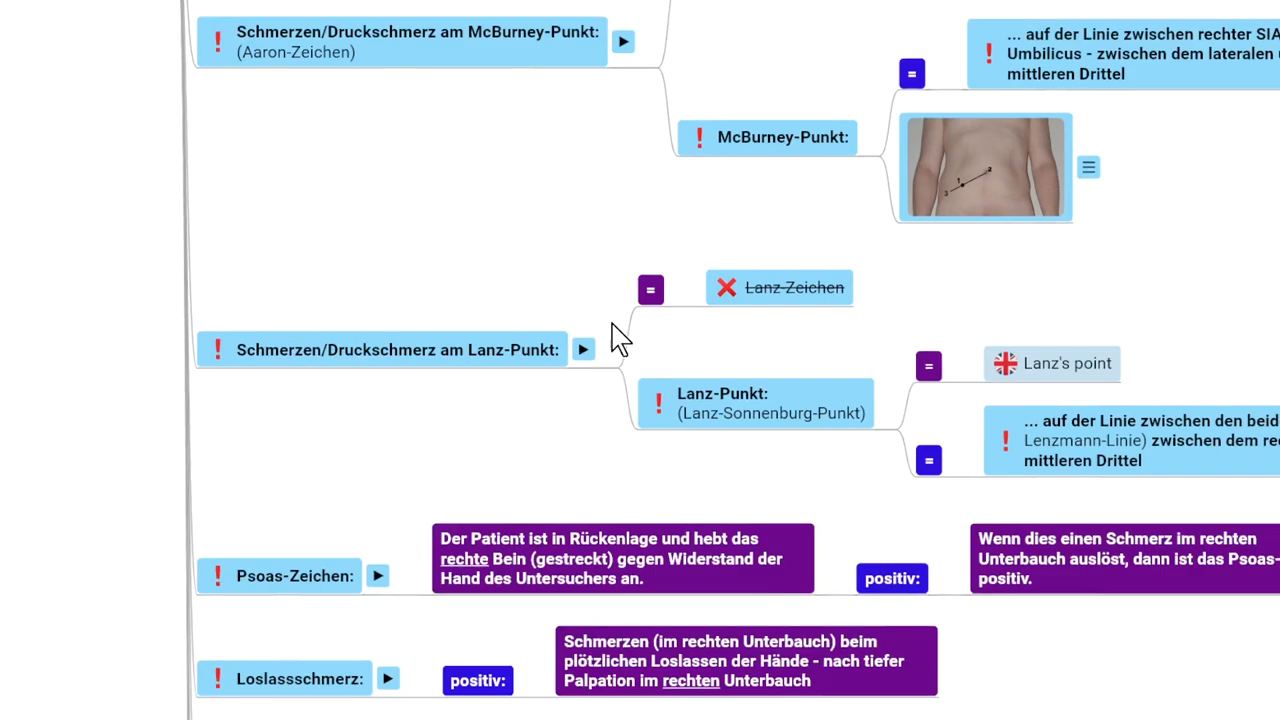 Schmerzen/Druckschmerz am McBurney-Punkt:
(Aaron-Zeichen)
=
... auf der Linie zwischen rechter SIA
Umbilicus - zwischen dem lateralen
mittleren Drittel
McBurney-Punkt:
1
2
3
=
Lanz-Zeichen
Schmerzen/Druckschmerz am Lanz-Punkt:
Lanz-Punkt:
(Lanz-Sonnenburg-Punkt)
=
Lanz's point
=
... auf der Linie zwischen den beid
Lenzmann-Linie) zwischen dem re
mittleren Drittel
Psoas-Zeichen:
Der Patient ist in Rückenlage und hebt das
rechte Bein (gestreckt) gegen Widerstand der
Hand des Untersuchers an.
positiv:
Wenn dies einen Schmerz im rechten
Unterbauch auslöst, dann ist das Psoas-
positiv.
Loslassschmerz:
positiv:
Schmerzen (im rechten Unterbauch) beim
plötzlichen Loslassen der Hände - nach tiefer
Palpation im rechten Unterbauch